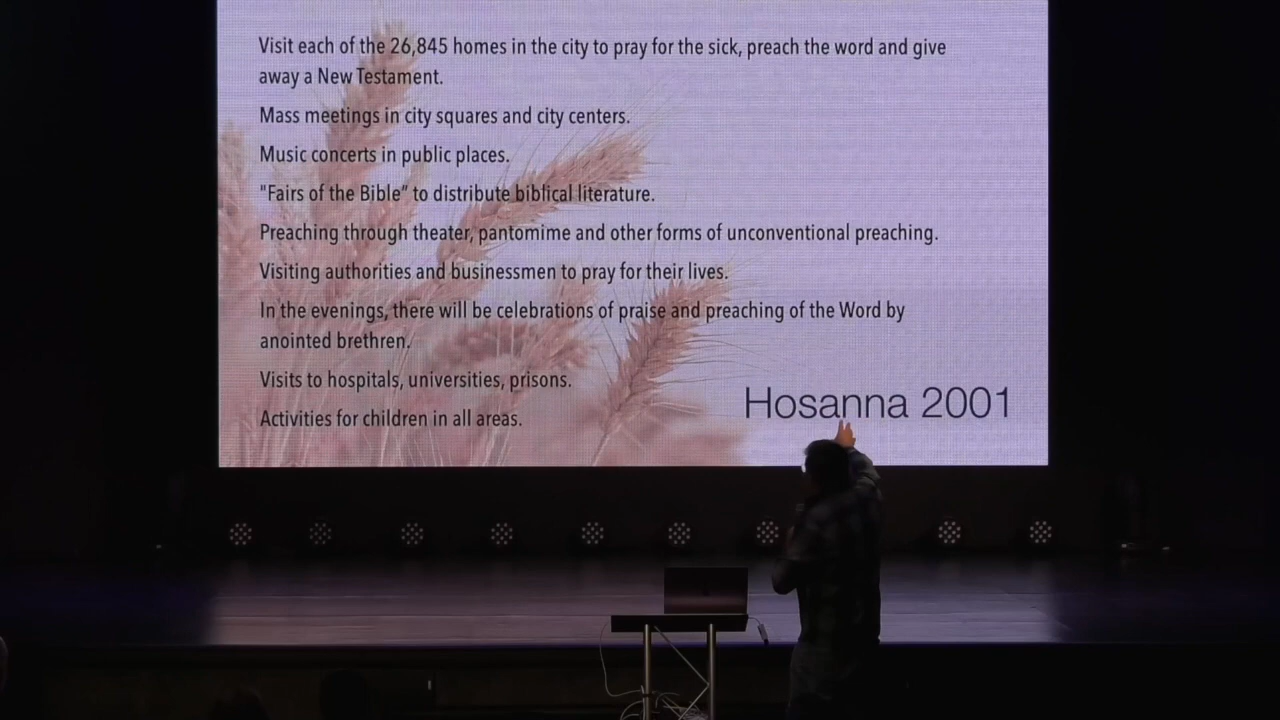 Visit each of the 26,845 homes in the city to pray for the sick, preach the word and give
away a New Testament.
Mass meetings in city squares and city centers.
Music concerts in public places.
"Fairs of the Bible” to distribute biblical literature.
Preaching through theater, pantomime and other forms of unconventional preaching.
Visiting authorities and businessmen to pray for their lives.
In the evenings, there will be celebrations of praise and preaching of the Word by
anointed brethren.
Visits to hospitals, universities, prisons.
Activities for children in all areas.
Hosanna 2001